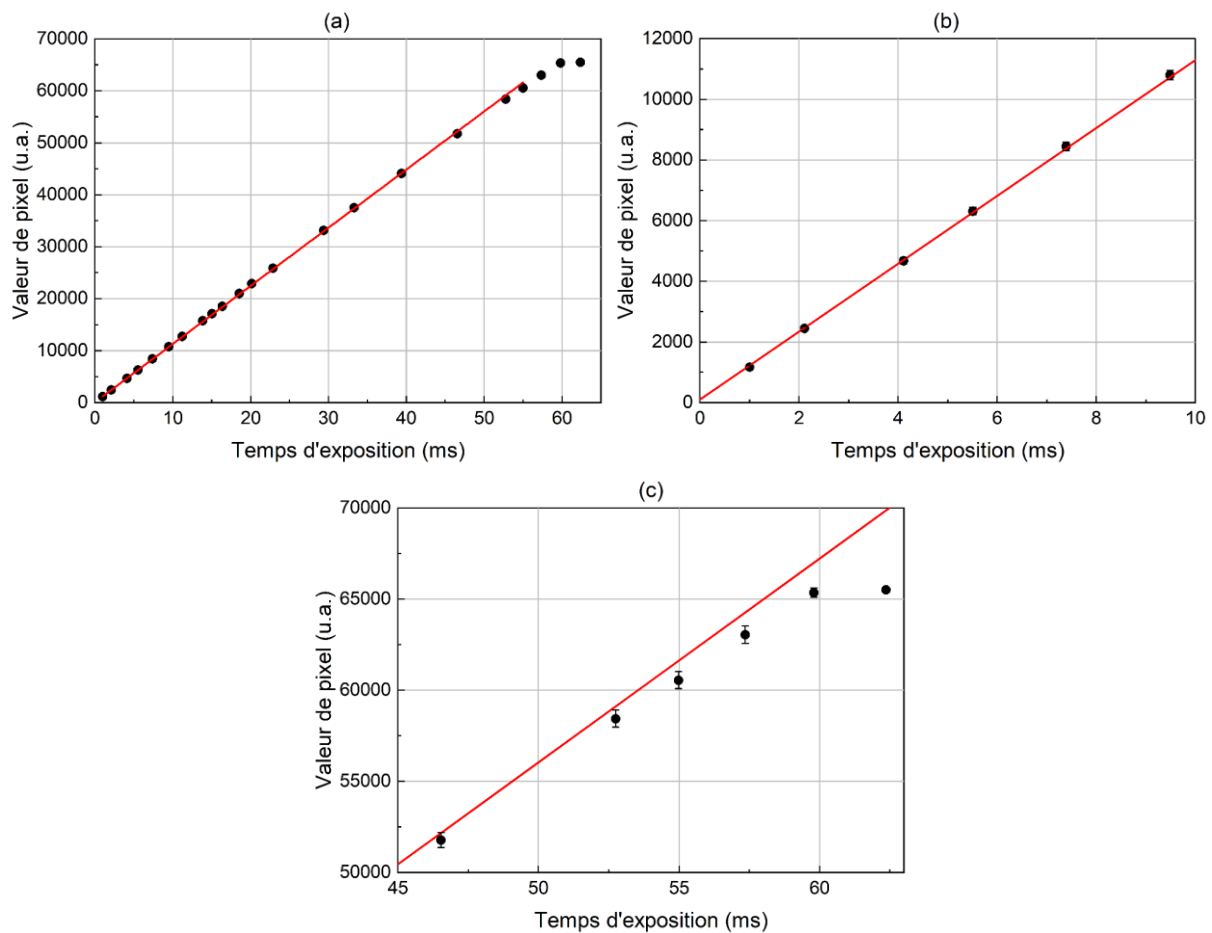 (a)
70000
60000
50000
40000
30000
20000
10000
0
0 10 20 30 40 50 60
Valeur de pixel (u.a.)
Temps d'exposition (ms)
(b)
12000
10000
8000
6000
4000
2000
0
0 2 4 6 8 10
Valeur de pixel (u.a.)
Temps d'exposition (ms)
(c)
70000
65000
60000
55000
50000
45 50 55 60
Valeur de pixel (u.a.)
Temps d'exposition (ms)